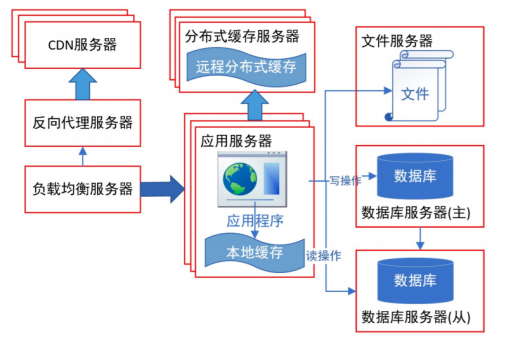 CDN服务器
反向代理服务器
负载均衡服务器
分布式缓存服务器
远程分布式缓存
应用服务器
应用程序
本地缓存
文件服务器
文件
写操作
数据库
数据库服务器(主)
读操作
数据库
数据库服务器(从)